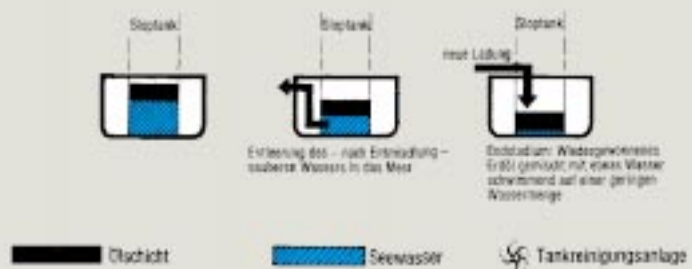 Sloptank
Sloptank
Sloptank
neue Ladung
Entleerung des – nach Entmischung –
sauberen Wassers in das Meer
Endstadium: Wiedergewonnenes
Erdöl gemischt mit etwas Wasser
schwimmend auf einer geringen
Wassermenge
Ölschicht
Seewasser
Tankreinigungsanlage